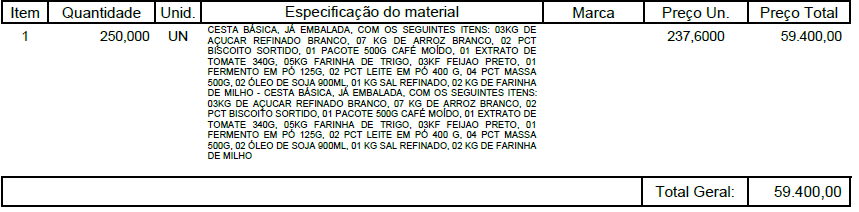 Item Quantidade Unid. Especificação do material Marca Preço Un. Preço Total
1 250,000 UN CESTA BÁSICA, JÁ EMBALADA, COM OS SEGUINTES ITENS: 03KG DE 237,6000 59.400,00
AÇUCAR REFINADO BRANCO, 07 KG DE ARROZ BRANCO, 02 PCT
BISCOITO SORTIDO, 01 PACOTE 500G CAFÉ MOÍDO, 01 EXTRATO DE
TOMATE 340G, 05KG FARINHA DE TRIGO, 03KF FEIJAO PRETO, 01
FERMENTO EM PÓ 125G, 02 PCT LEITE EM PÓ 400 G, 04 PCT MASSA
500G, 02 ÓLEO DE SOJA 900ML, 01 KG SAL REFINADO, 02 KG DE FARINHA
DE MILHO - CESTA BÁSICA, JÁ EMBALADA, COM OS SEGUINTES ITENS:
03KG DE AÇUCAR REFINADO BRANCO, 07 KG DE ARROZ BRANCO, 02
PCT BISCOITO SORTIDO, 01 PACOTE 500G CAFÉ MOÍDO, 01 EXTRATO DE
TOMATE 340G, 05KG FARINHA DE TRIGO, 03KF FEIJAO PRETO, 01
FERMENTO EM PÓ 125G, 02 PCT LEITE EM PÓ 400 G, 04 PCT MASSA
500G, 02 ÓLEO DE SOJA 900ML, 01 KG SAL REFINADO, 02 KG DE FARINHA
DE MILHO
Total Geral: 59.400,00